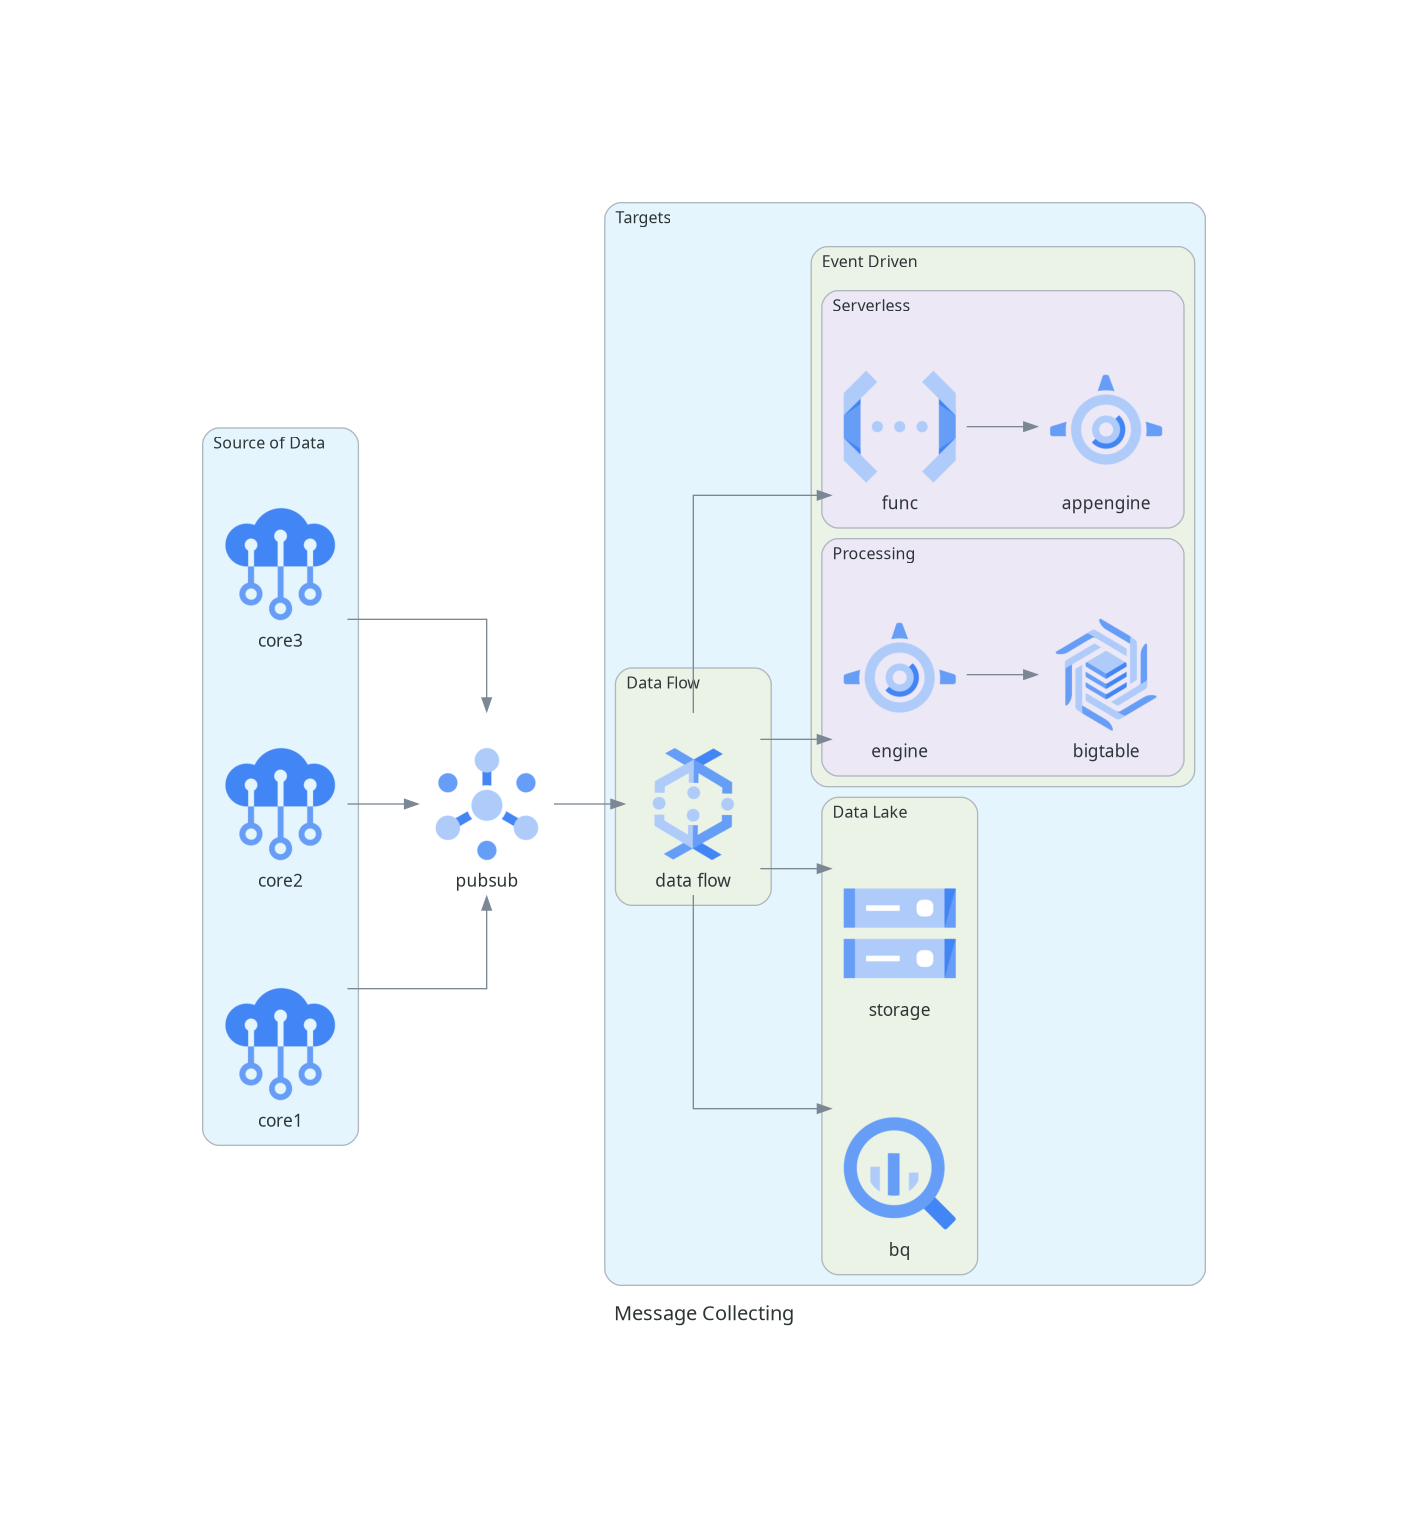 Targets
Event Driven
Serverless
func
appengine
Processing
engine
bigtable
Source of Data
core3
core2
core1
pubsub
Data Flow
data flow
Data Lake
storage
bq
Message Collecting